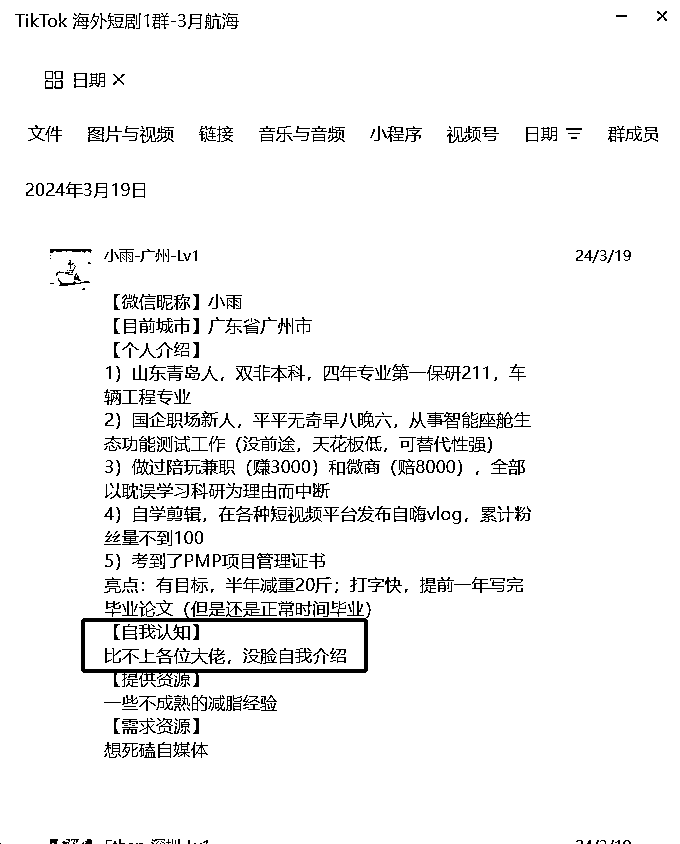 TikTok 海外短剧1群-3月航海
日期
文件 图片与视频 链接 音乐与音频 小程序 视频号 日期 群成员
2024年3月19日
小雨-广州-Lv1 24/3/19
【微信昵称】小雨
【目前城市】广东省广州市
【个人介绍】
1）山东青岛人，双非本科，四年专业第一保研211，车
辆工程专业
2）国企职场新人，平平无奇早八晚六，从事智能座舱生
态功能测试工作（没前途，天花板低，可替代性强）
3）做过陪玩兼职（赚3000）和微商（赔8000），全部
以耽误学习科研为理由而中断
4）自学剪辑，在各种短视频平台发布自嗨vlog，累计粉
丝量不到100
5）考到了PMP项目管理证书
亮点：有目标，半年减重20斤；打字快，提前一年写完
毕业论文（但是还是正常时间毕业）
【自我认知】
比不上各位大佬，没脸自我介绍
【提供资源】
一些不成熟的减脂经验
【需求资源】
想死磕自媒体